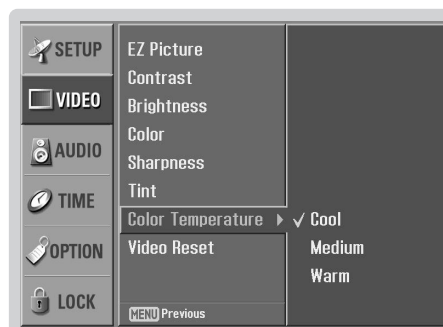 SETUP
VIDEO
AUDIO
TIME
OPTION
LOCK
EZ Picture
Contrast
Brightness
Color
Sharpness
Tint
Color Temperature
Video Reset
MENU Previous
Cool
Medium
Warm